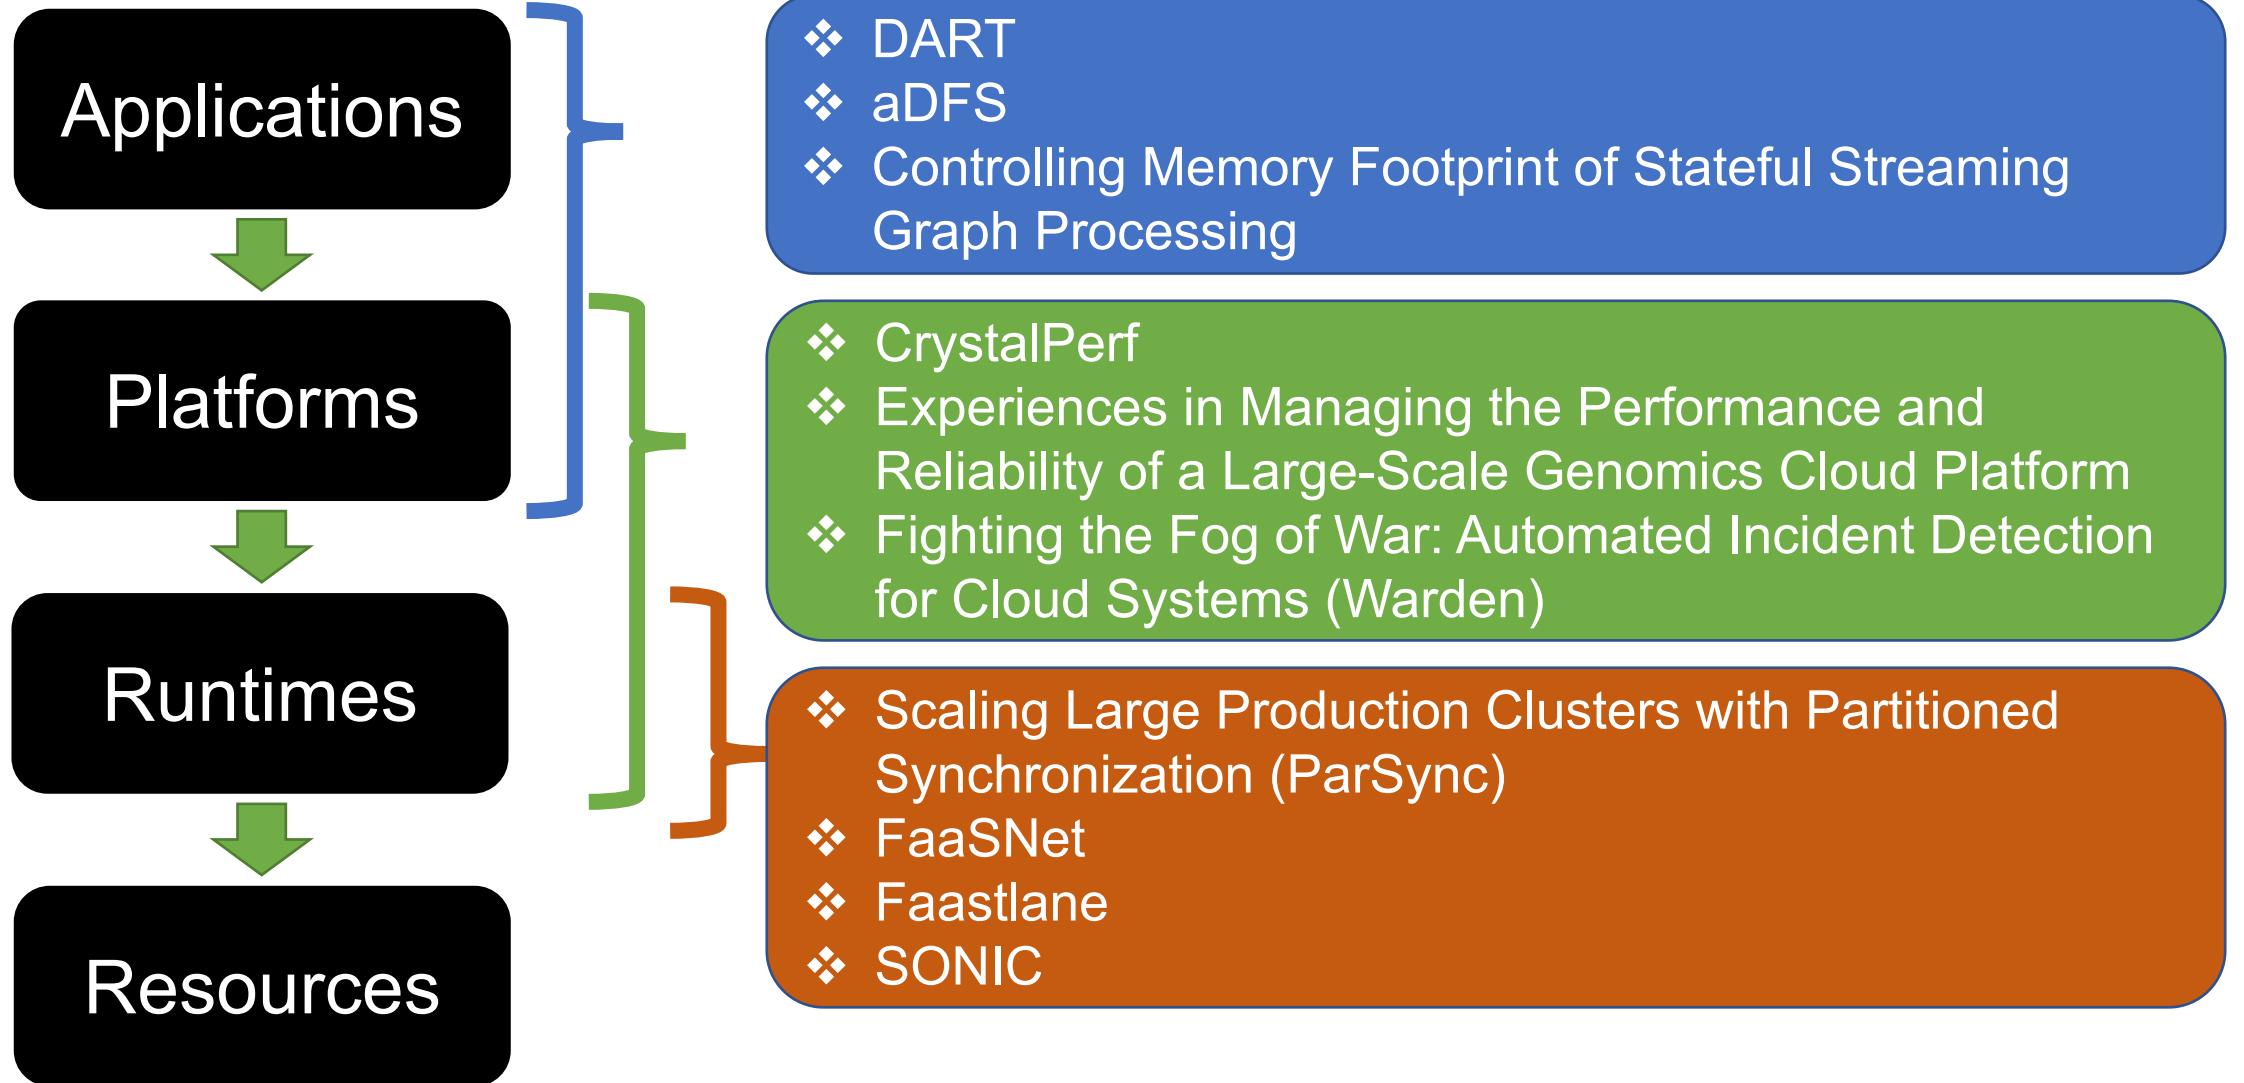 Applications
Platforms
Runtimes
Resources
DART
aDFS
Controlling Memory Footprint of Stateful Streaming
Graph Processing
CrystalPerf
Experiences in Managing the Performance and
Reliability of a Large-Scale Genomics Cloud Platform
Fighting the Fog of War: Automated Incident Detection
for Cloud Systems (Warden)
Scaling Large Production Clusters with Partitioned
Synchronization (ParSync)
FaaSNet
Faastlane
SONIC